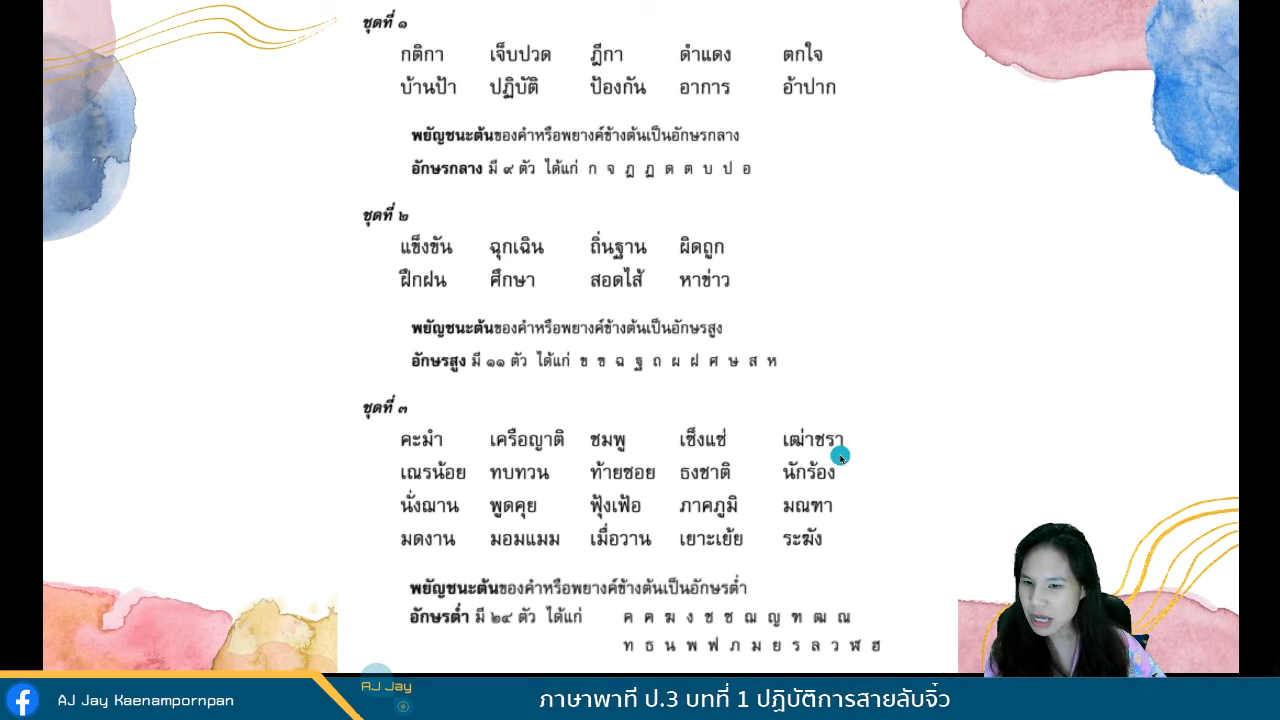 ชุดที่ ๑
กติกา เจ็บปวด ฎีกา ดำแดง ตกใจ
บ้านป้า ปฏิบัติ ป้องกัน อาการ อ้าปาก
พยัญชนะต้นของคำหรือพยางค์ข้างต้นเป็นอักษรกลาง
อักษรกลาง มี ๙ ตัว ได้แก่ ก จ ฎ ฏ ด ต บ ป อ
ชุดที่ ๒
แข็งขัน ฉุกเฉิน ถิ่นฐาน ผิดถูก
ฝึกฝน ศึกษา สอดไส้ หาข่าว
พยัญชนะต้นของคำหรือพยางค์ข้างต้นเป็นอักษรสูง
อักษรสูง มี ๑๑ ตัว ได้แก่ ข ฃ ฉ ฐ ถ ผ ฝ ศ ษ ส ห
ชุดที่ ๓
คะมำ เครือญาติ ชมพู เซ็งแซ่ เฒ่าชรา
เณรน้อย ทบทวน ท้ายซอย ธงชาติ นักร้อง
นั่งฌาน พูดคุย ฟุ้งเฟ้อ ภาคภูมิ มณฑา
มดงาน มอมแมม เมื่อวาน เยาะเย้ย ระฆัง
พยัญชนะต้นของคำหรือพยางค์ข้างต้นเป็นอักษรต่ำ
อักษรต่ำ มี ๒๔ ตัว ได้แก่ ค ฅ ฆ ง ช ซ ฌ ญ ฑ ฒ ณ
ท ธ น พ ฟ ภ ม ย ร ล ว ฬ ฮ
AJ Jay
AJ Jay Kaenampornpan
ภาษาพาที ป.3 บทที่ 1 ปฏิบัติการสายลับจิ๋ว